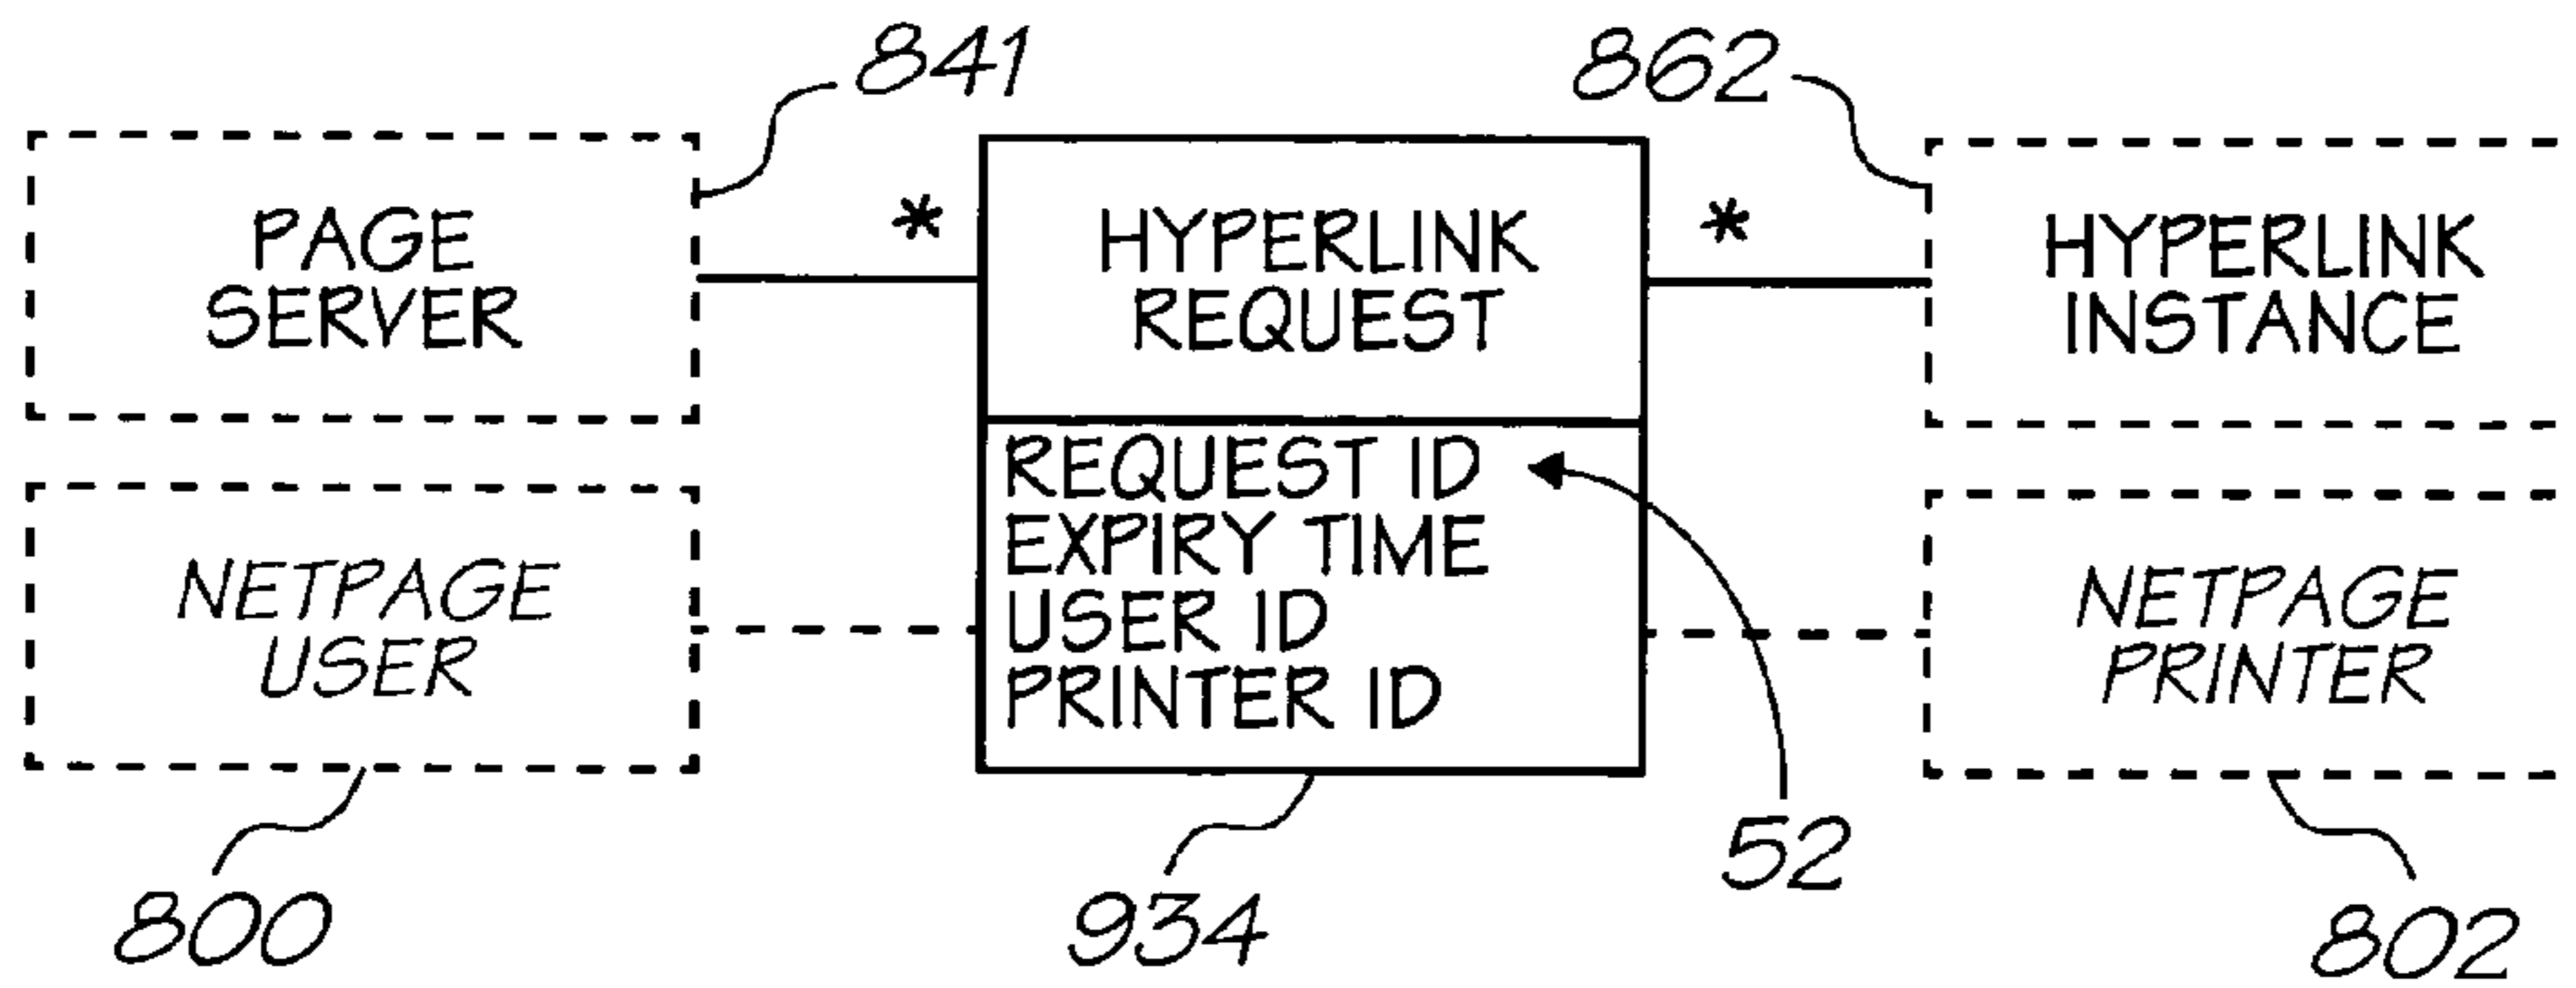 841
862
PAGE
SERVER
*
HYPERLINK
REQUEST
*
HYPERLINK
INSTANCE
NETPAGE
USER
REQUEST ID
EXPIRY TIME
USER ID
PRINTER ID
NETPAGE
PRINTER
800
934
52
802